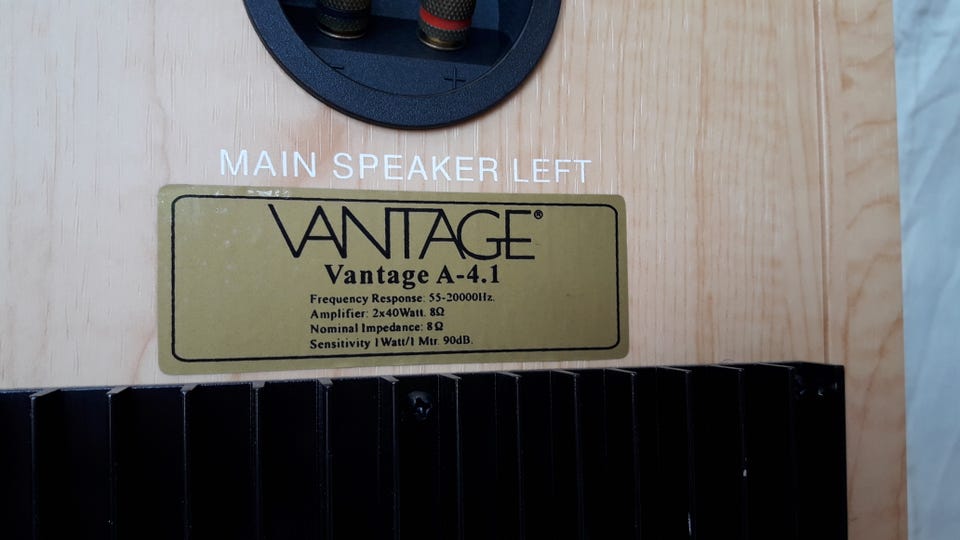 - +
MAIN SPEAKER LEFT
VANTAGE®
Vantage A-4.1
Frequency Response: 55-20000Hz.
Amplifier: 2x40Watt. 8Ω
Nominal Impedance: 8Ω
Sensitivity 1Watt/1 Mtr. 90dB.